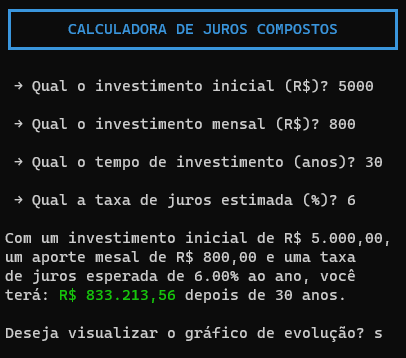 CALCULADORA DE JUROS COMPOSTOS
→ Qual o investimento inicial (R$)? 5000
→ Qual o investimento mensal (R$)? 800
→ Qual o tempo de investimento (anos)? 30
→ Qual a taxa de juros estimada (%)? 6
Com um investimento inicial de R$ 5.000,00,
um aporte mesal de R$ 800,00 e uma taxa
de juros esperada de 6.00% ao ano, você
terá: R$ 833.213,56 depois de 30 anos.
Deseja visualizar o gráfico de evolução? s